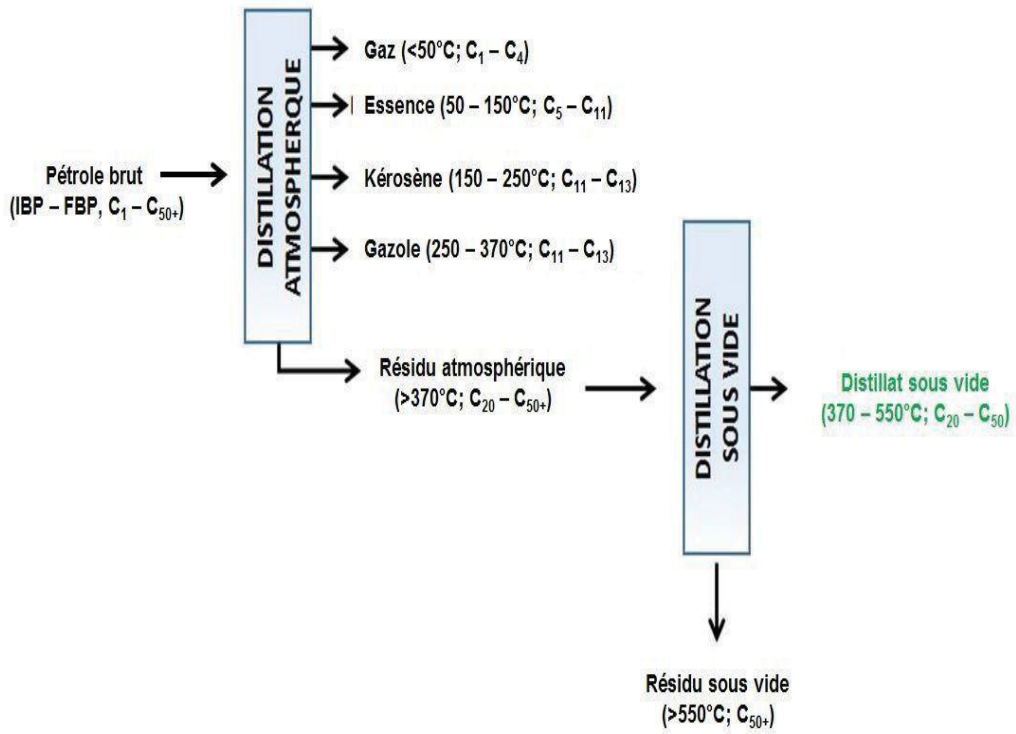 Gaz (<50°C; C₁ – C₄)
Essence (50 – 150°C; C₅ – C₁₁)
Kérosène (150 – 250°C; C₁₁ – C₁₃)
Gazole (250 – 370°C; C₁₁ – C₁₃)
Pétrole brut
(IBP – FBP, C₁ – C₅₀₊)
DISTILLATION
ATMOSPHERQUE
Résidu atmosphérique
(>370°C; C₂₀ – C₅₀₊)
DISTILLATION
SOUS VIDE
Distillat sous vide
(370 – 550°C; C₂₀ – C₅₀)
Résidu sous vide
(>550°C; C₅₀₊)